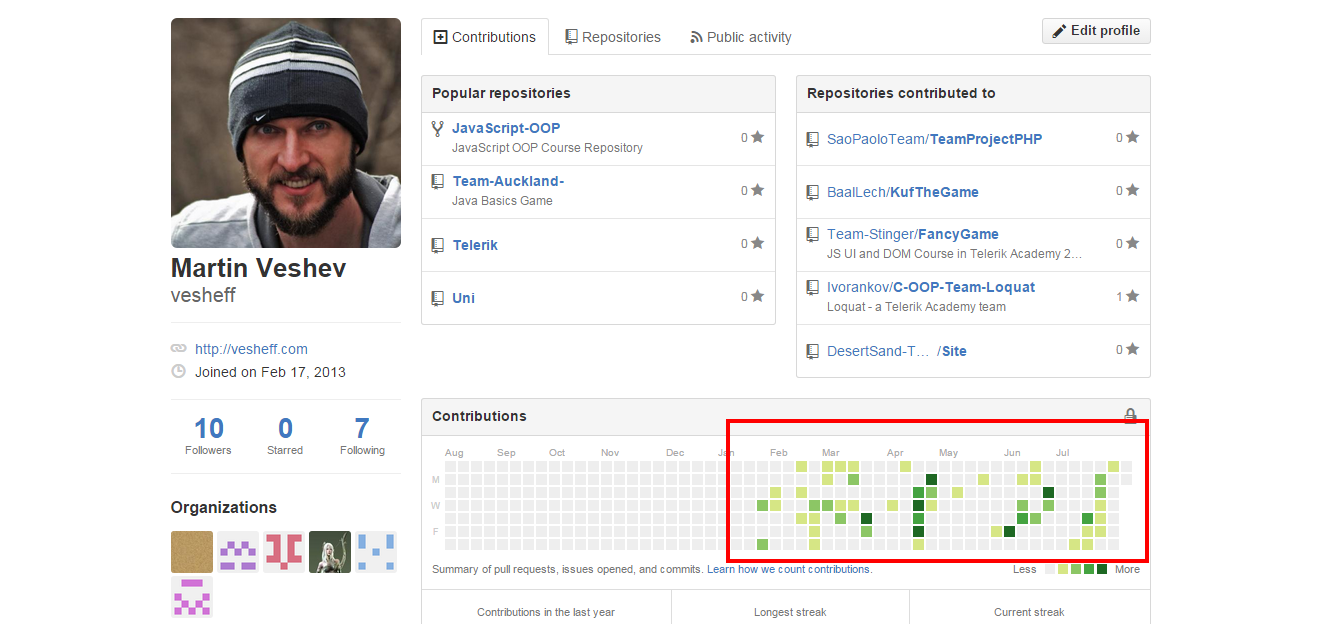 Contributions
Repositories
Public activity
Edit profile
Popular repositories
JavaScript-OOP
0
JavaScript OOP Course Repository
Team-Auckland-
0
Java Basics Game
Telerik
0
Uni
0
Repositories contributed to
SaoPaoloTeam/TeamProjectPHP
0
BaalLech/KufTheGame
0
Team-Stinger/FancyGame
0
JS UI and DOM Course in Telerik Academy 2…
Ivorankov/C-OOP-Team-Loquat
1
Loquat - a Telerik Academy team
DesertSand-T… /Site
0
Martin Veshev
vesheff
http://vesheff.com
Joined on Feb 17, 2013
10 0 7
Followers Starred Following
Organizations
Contributions
Aug Sep Oct Nov Dec Jan Feb Mar Apr May Jun Jul
M
W
F
Summary of pull requests, issues opened, and commits. Learn how we count contributions.
Less More
Contributions in the last year
Longest streak
Current streak